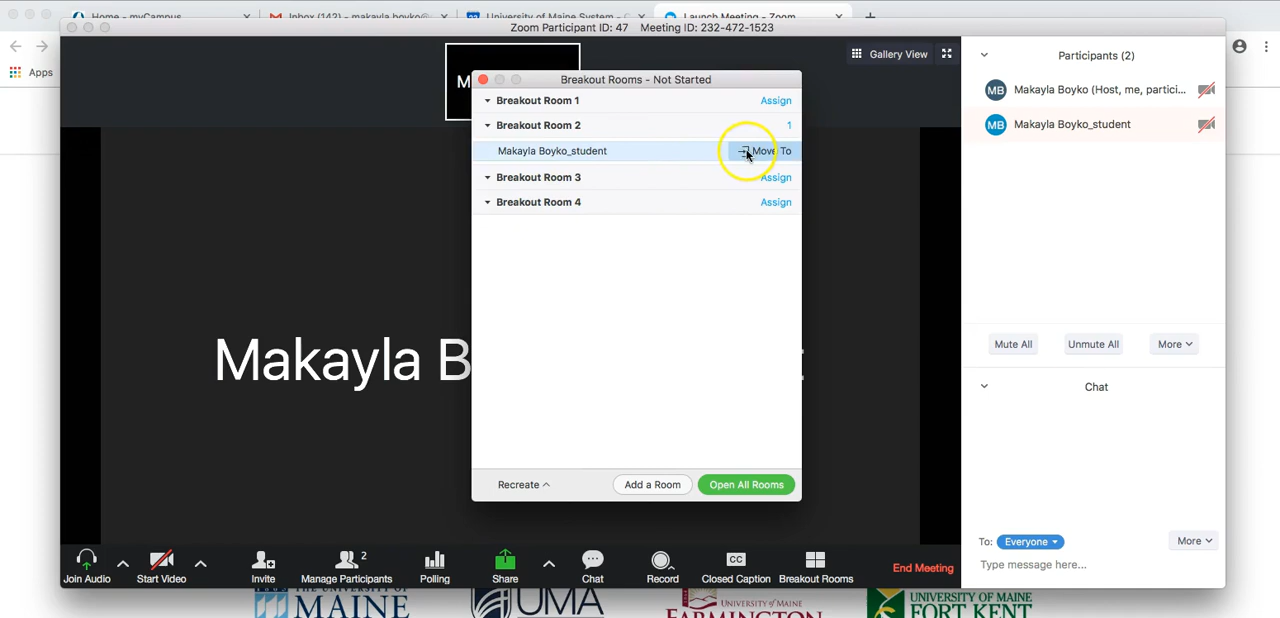 Home - myCampus
Inbox (142) - makayla.boyko@
University of Maine System -
Launch Meeting - Zoom
Apps
Zoom Participant ID: 47 Meeting ID: 232-472-1523
Gallery View
M
Breakout Rooms - Not Started
Breakout Room 1 Assign
Breakout Room 2 1
Makayla Boyko_student Move To
Breakout Room 3 Assign
Breakout Room 4 Assign
Recreate
Add a Room
Open All Rooms
Makayla B
Participants (2)
MB Makayla Boyko (Host, me, partici...
MB Makayla Boyko_student
Mute All
Unmute All
More
Chat
To: Everyone
More
Type message here...
Join Audio
Start Video
Invite
2
Manage Participants
Polling
Share
Chat
Record
CC
Closed Caption
Breakout Rooms
End Meeting
THE UNIVERSITY OF
MAINE
UMA
UNIVERSITY OF MAINE
FARMINGTON
UNIVERSITY OF MAINE
FORT KENT